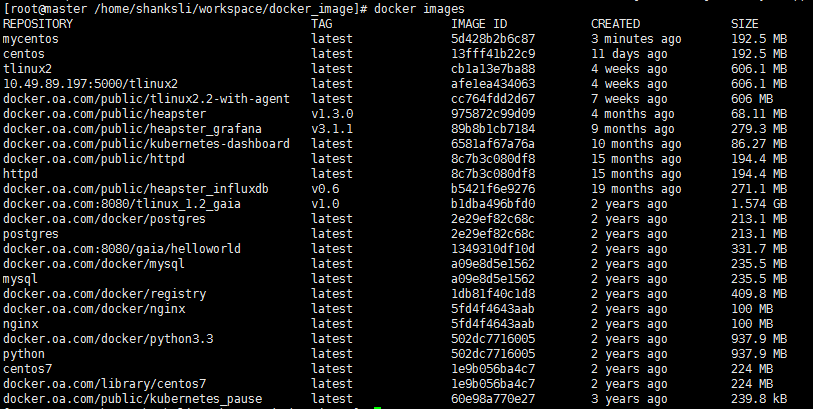 [root@master /home/shanksli/workspace/docker_image]# docker images
REPOSITORY TAG IMAGE ID CREATED SIZE
mycentos latest 5d428b2b6c87 3 minutes ago 192.5 MB
centos latest 13fff41b22c9 11 days ago 192.5 MB
tlinux2 latest cb1a13e7ba88 4 weeks ago 606.1 MB
10.49.89.197:5000/tlinux2 latest afe1ea434063 4 weeks ago 606.1 MB
docker.oa.com/public/tlinux2.2-with-agent latest cc764fdd2d67 7 weeks ago 606 MB
docker.oa.com/public/heapster v1.3.0 975872c99d09 4 months ago 68.11 MB
docker.oa.com/public/heapster_grafana v3.1.1 89b8b1cb7184 9 months ago 279.3 MB
docker.oa.com/public/kubernetes-dashboard latest 6581af67a76a 10 months ago 86.27 MB
docker.oa.com/public/httpd latest 8c7b3c080df8 15 months ago 194.4 MB
httpd latest 8c7b3c080df8 15 months ago 194.4 MB
docker.oa.com/public/heapster_influxdb v0.6 b5421f6e9276 19 months ago 271.1 MB
docker.oa.com:8080/tlinux_1.2_gaia v1.0 b1dba496bfd0 2 years ago 1.574 GB
docker.oa.com/docker/postgres latest 2e29ef82c68c 2 years ago 213.1 MB
postgres latest 2e29ef82c68c 2 years ago 213.1 MB
docker.oa.com:8080/gaia/helloworld latest 1349310df10d 2 years ago 331.7 MB
docker.oa.com/docker/mysql latest a09e8d5e1562 2 years ago 235.5 MB
mysql latest a09e8d5e1562 2 years ago 235.5 MB
docker.oa.com/docker/registry latest 1db81f40c1d8 2 years ago 409.8 MB
docker.oa.com/docker/nginx latest 5fd4f4643aab 2 years ago 100 MB
nginx latest 5fd4f4643aab 2 years ago 100 MB
docker.oa.com/docker/python3.3 latest 502dc7716005 2 years ago 937.9 MB
python latest 502dc7716005 2 years ago 937.9 MB
centos7 latest 1e9b056ba4c7 2 years ago 224 MB
docker.oa.com/library/centos7 latest 1e9b056ba4c7 2 years ago 224 MB
docker.oa.com/public/kubernetes_pause latest 60e98a770e27 3 years ago 239.8 kB